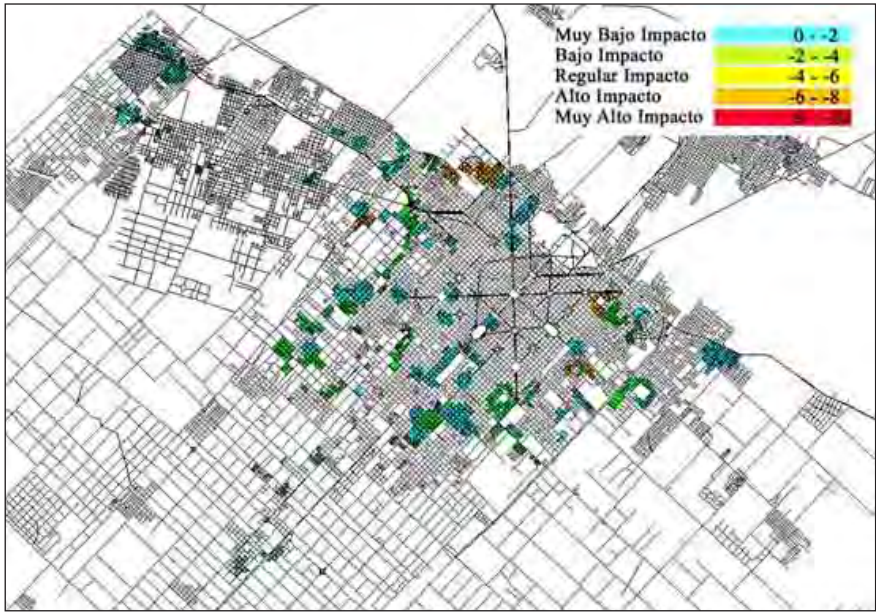 Muy Bajo Impacto 0 - -2
Bajo Impacto -2 - -4
Regular Impacto -4 - -6
Alto Impacto -6 - -8
Muy Alto Impacto